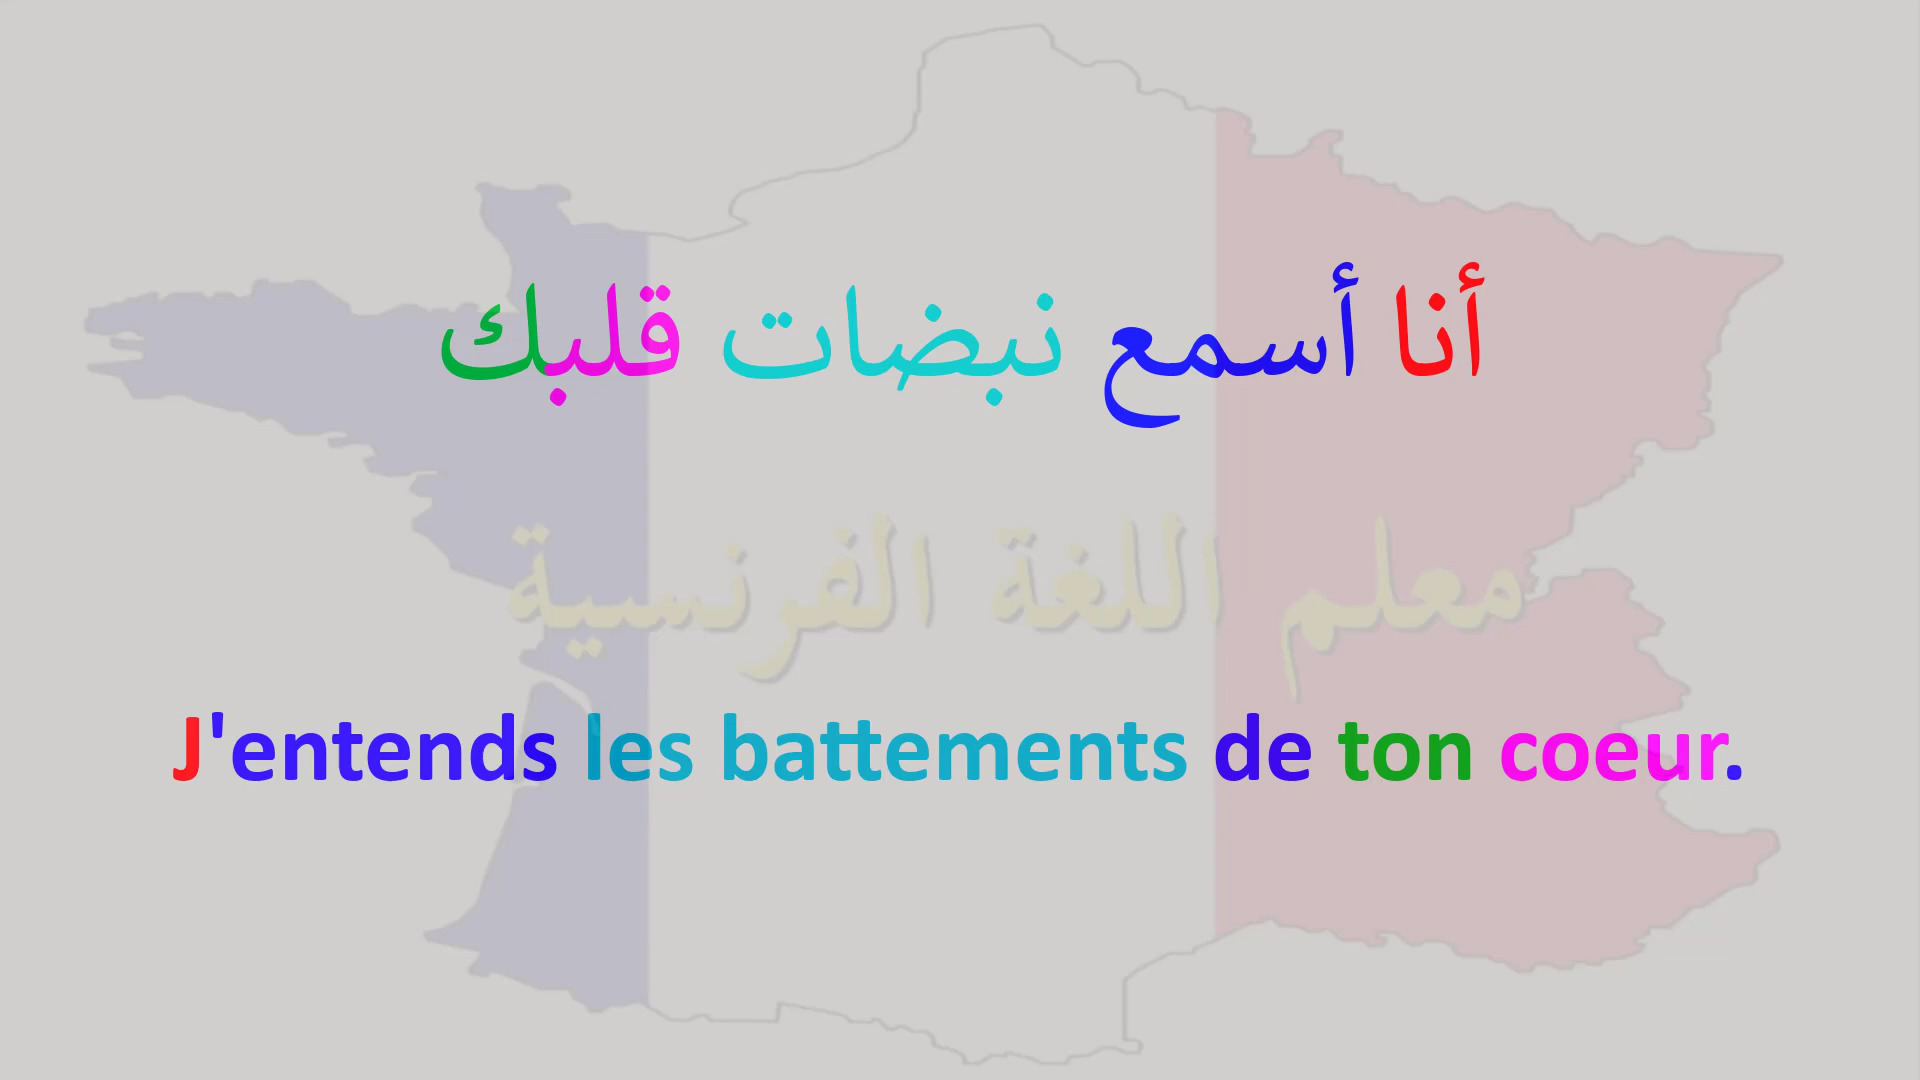 أنا أسمع نبضات قلبك
معلم اللغة الفرنسية
J'entends les battements de ton coeur.